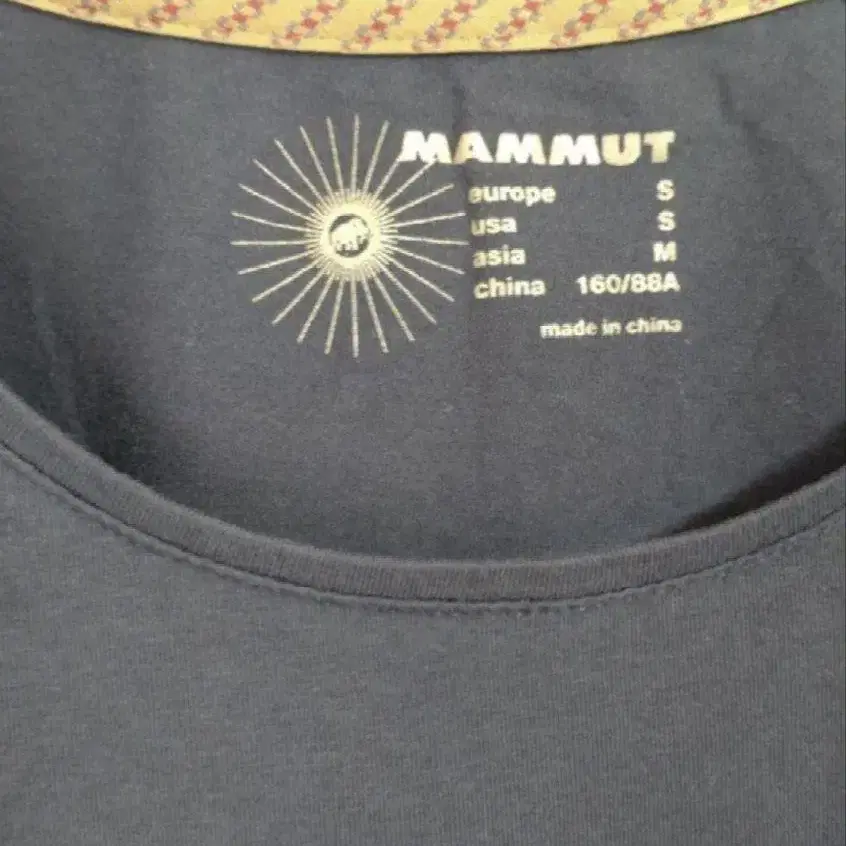 MAMMUT
europe S
usa S
asia M
china 160/88A
made in china